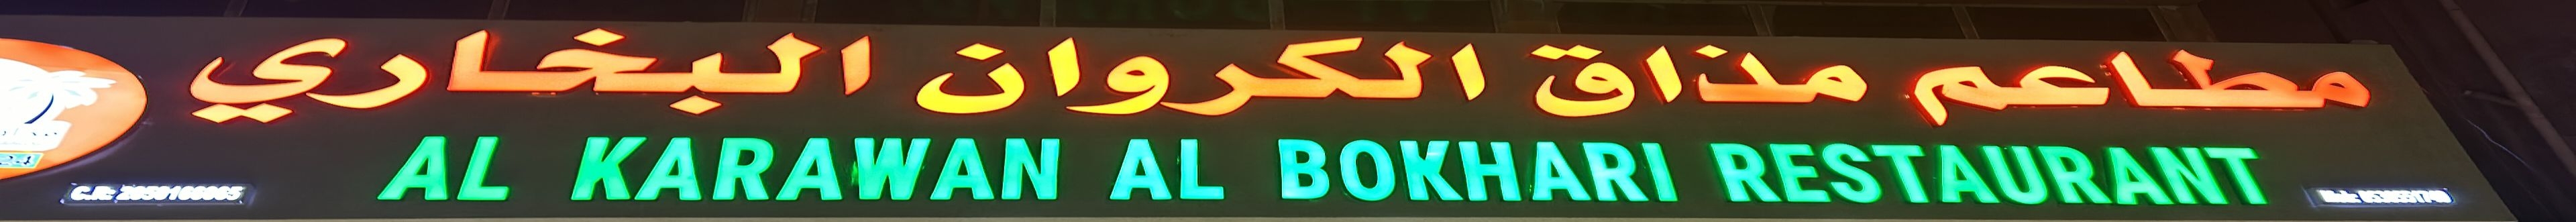 مطاعم مذاق الكروان البخاري
AL KARAWAN AL BOKHARI RESTAURANT